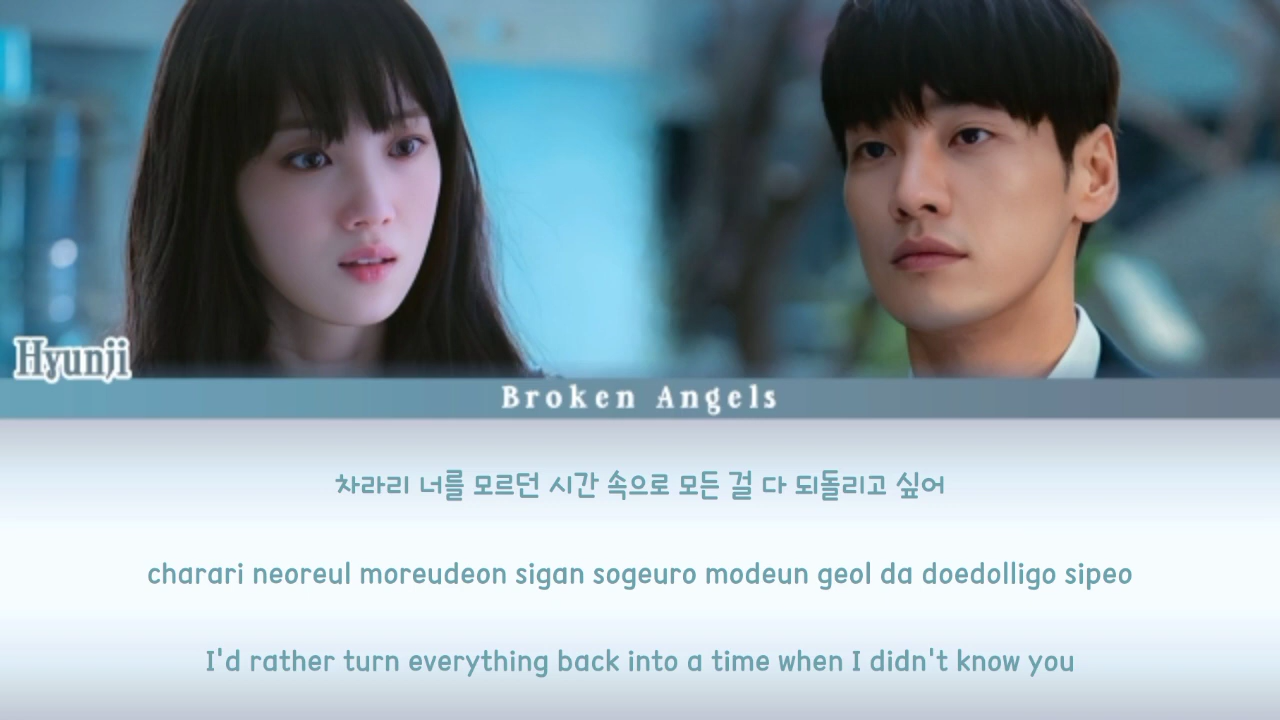 Hyunji
Broken Angels
차라리 너를 모르던 시간 속으로 모든 걸 다 되돌리고 싶어
charari neoreul moreudeon sigan sogeuro modeun geol da doedolligo sipeo
I'd rather turn everything back into a time when I didn't know you